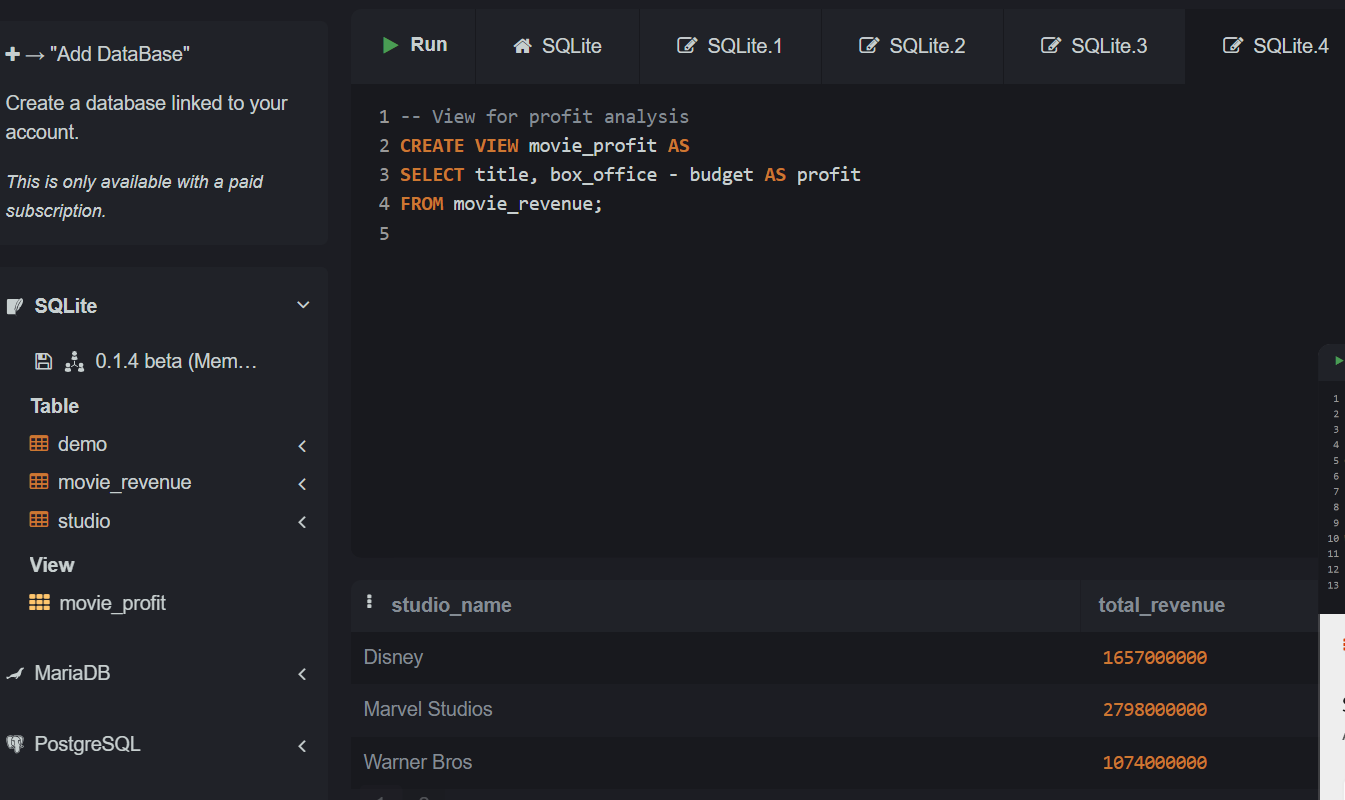 → "Add DataBase"
Create a database linked to your
account.
This is only available with a paid
subscription.
SQLite
0.1.4 beta (Mem…
Table
demo
movie_revenue
studio
View
movie_profit
MariaDB
PostgreSQL
Run
SQLite
SQLite.1
SQLite.2
SQLite.3
SQLite.4
1 -- View for profit analysis
2 CREATE VIEW movie_profit AS
3 SELECT title, box_office - budget AS profit
4 FROM movie_revenue;
5
studio_name total_revenue
Disney 1657000000
Marvel Studios 2798000000
Warner Bros 1074000000
1
2
3
4
5
6
7
8
9
10
11
12
13